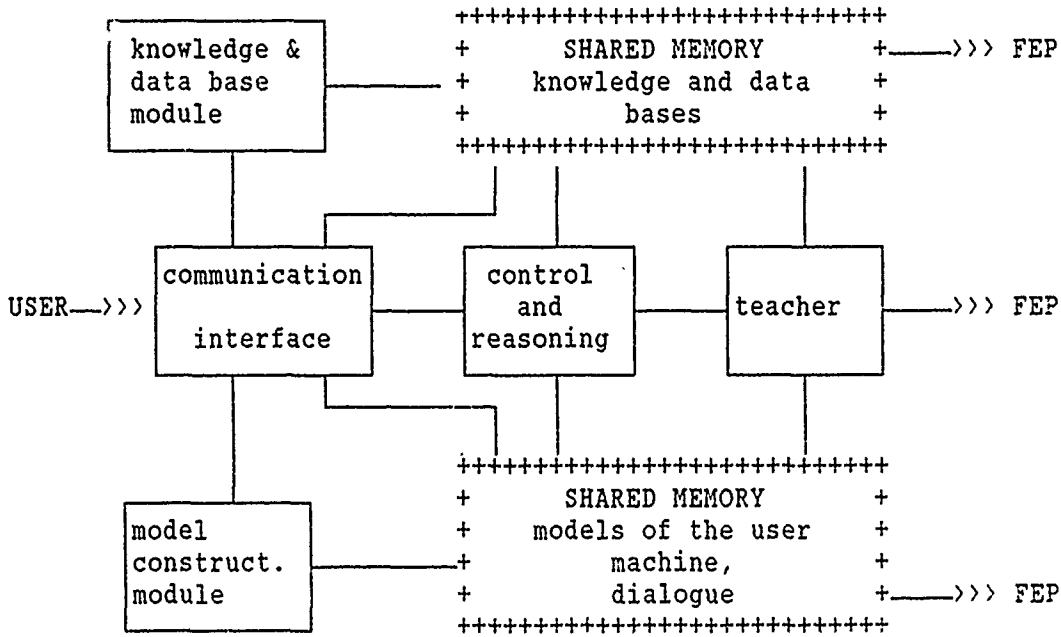 knowledge &
data base
module
SHARED MEMORY
knowledge and data
bases
>>> FEP
USER >>>
communication
interface
control
and
reasoning
teacher
>>> FEP
model
construct.
module
SHARED MEMORY
models of the user
machine,
dialogue
>>> FEP